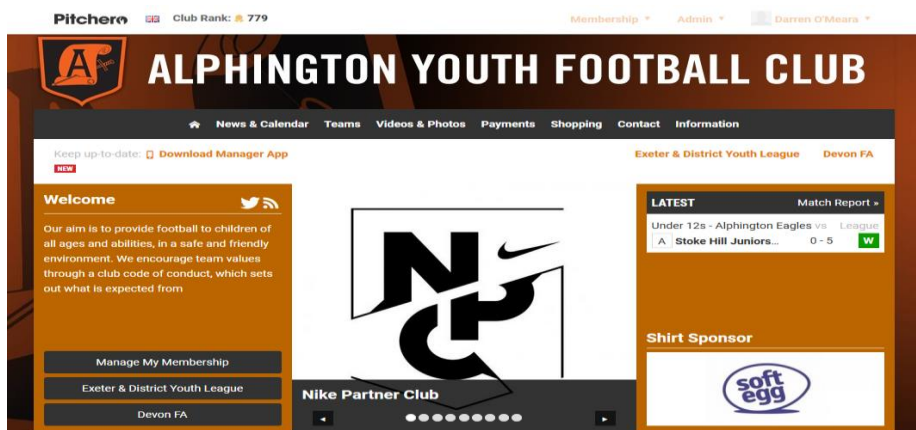 Pitchero Club Rank: 779 Membership Admin Darren O'Meara
A ALPHINGTON YOUTH FOOTBALL CLUB
News & Calendar Teams Videos & Photos Payments Shopping Contact Information
Keep up-to-date: Download Manager App Exeter & District Youth League Devon FA
NEW
Welcome
Our aim is to provide football to children of
all ages and abilities, in a safe and friendly
environment. We encourage team values
through a club code of conduct, which sets
out what is expected from
Manage My Membership
Exeter & District Youth League
Devon FA
NPC
Nike Partner Club
LATEST Match Report »
Under 12s - Alphington Eagles vs League
A Stoke Hill Juniors... 0 - 5 W
Shirt Sponsor
soft
egg